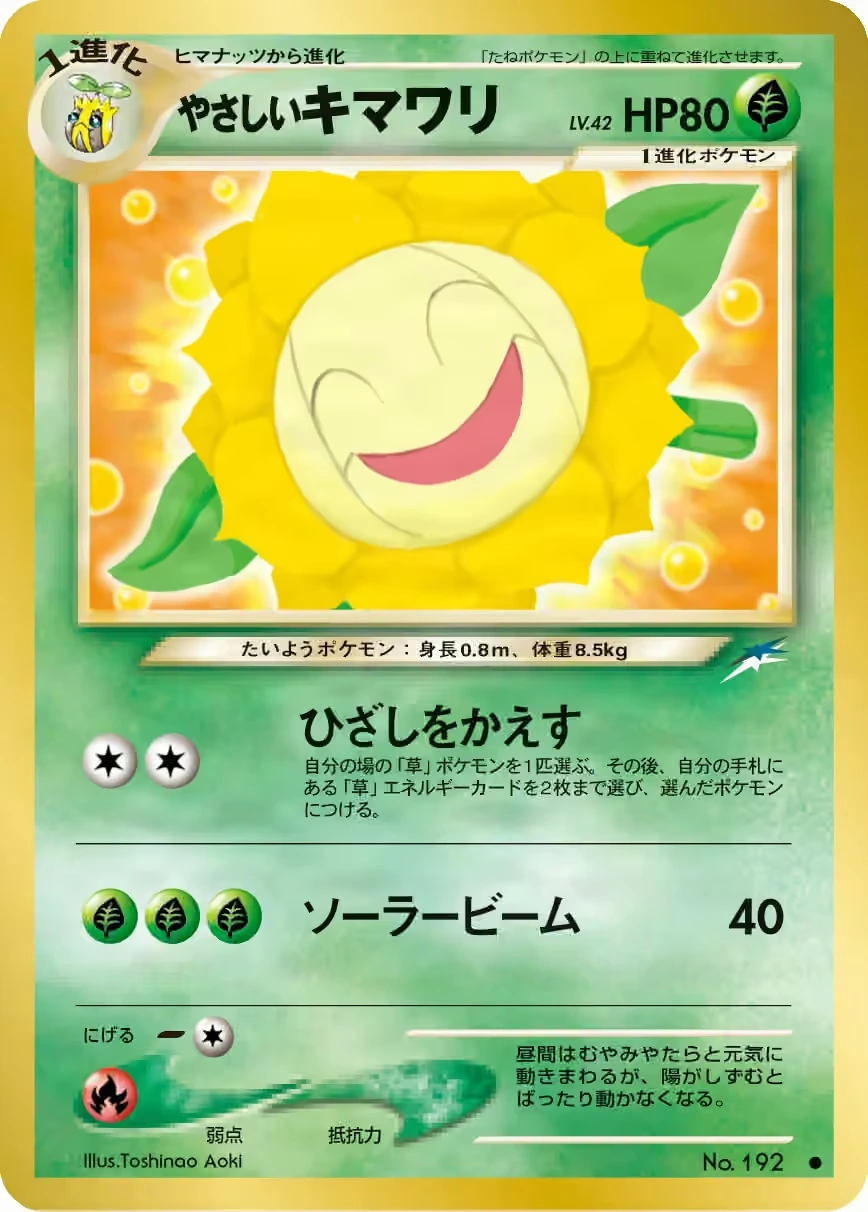 1進化
ヒマナッツから進化
「たねポケモン」の上に重ねて進化させます。
やさしいキマワリ
LV.42 HP80
1進化ポケモン
たいようポケモン：身長0.8m、体重8.5kg
ひざしをかえす
自分の場の「草」ポケモンを1匹選ぶ。その後、自分の手札に
ある「草」エネルギーカードを2枚まで選び、選んだポケモン
につける。
ソーラービーム 40
にげる
昼間はむやみやたらと元気に
動きまわるが、陽がしずむと
ばったり動かなくなる。
弱点 抵抗力
Illus.Toshinao Aoki
No. 192